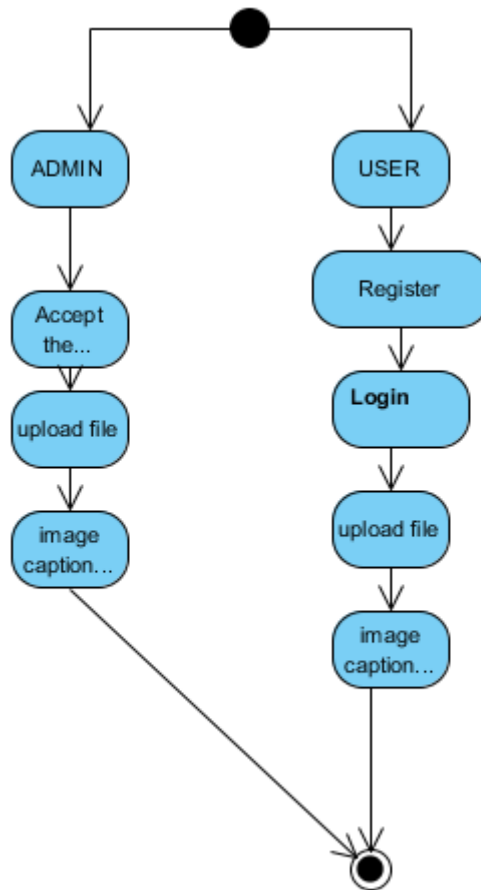 ADMIN
USER
Register
Accept
the...
Login
upload file
upload file
image
caption...
image
caption...